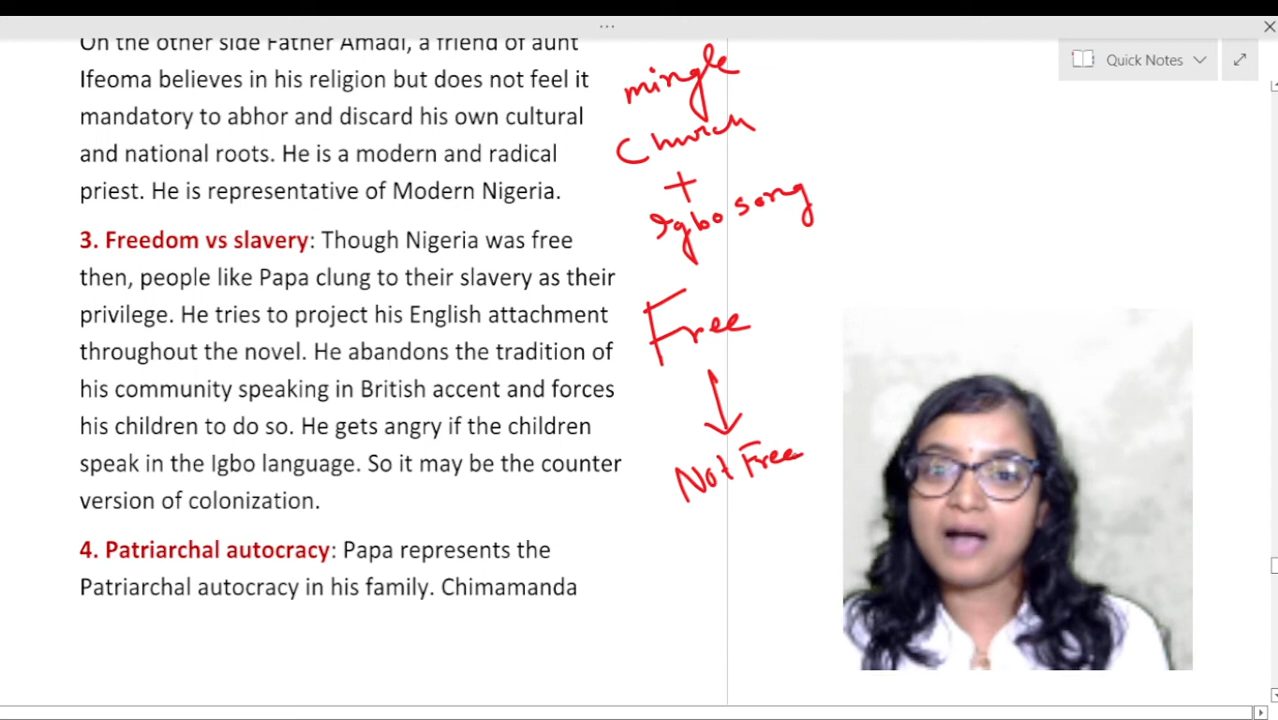 On the other side Father Amadi, a friend of aunt
Ifeoma believes in his religion but does not feel it
mandatory to abhor and discard his own cultural
and national roots. He is a modern and radical
priest. He is representative of Modern Nigeria.
3. Freedom vs slavery: Though Nigeria was free
then, people like Papa clung to their slavery as their
privilege. He tries to project his English attachment
throughout the novel. He abandons the tradition of
his community speaking in British accent and forces
his children to do so. He gets angry if the children
speak in the Igbo language. So it may be the counter
version of colonization.
4. Patriarchal autocracy: Papa represents the
Patriarchal autocracy in his family. Chimamanda
mingle
Church
+
Igbo song
Free
Not Free
Quick Notes